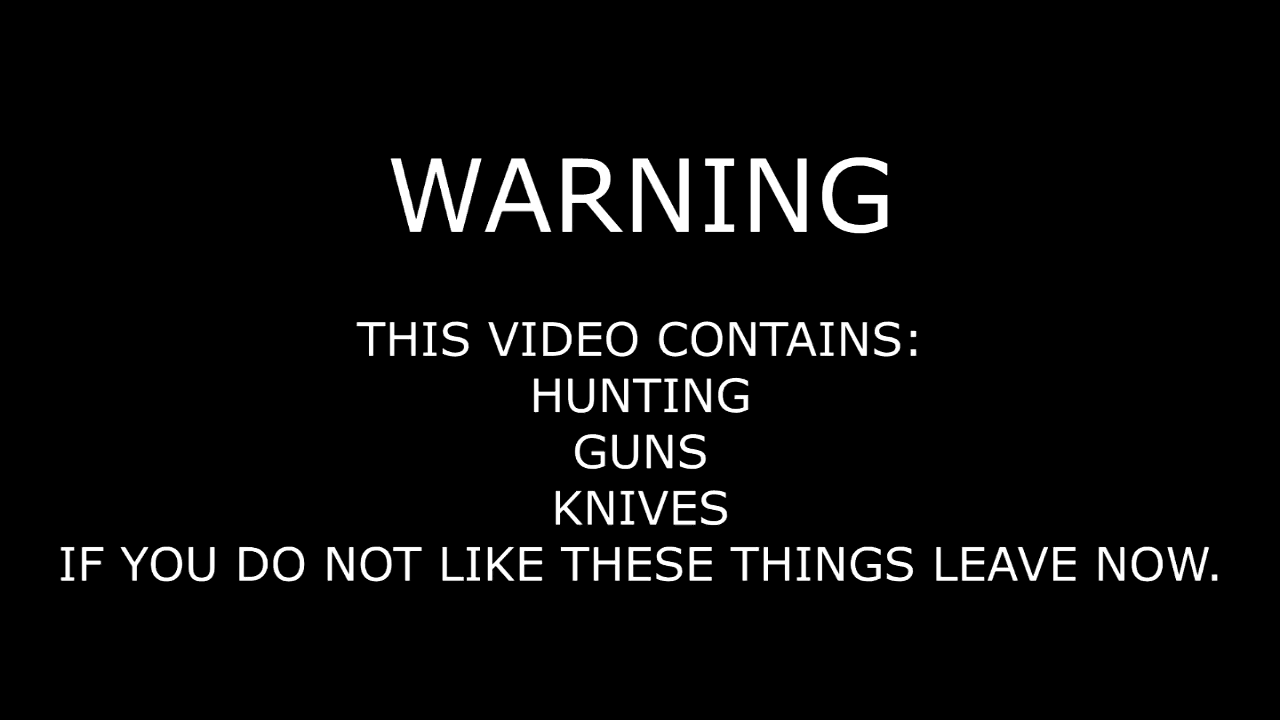 WARNING
THIS VIDEO CONTAINS:
HUNTING
GUNS
KNIVES
IF YOU DO NOT LIKE THESE THINGS LEAVE NOW.